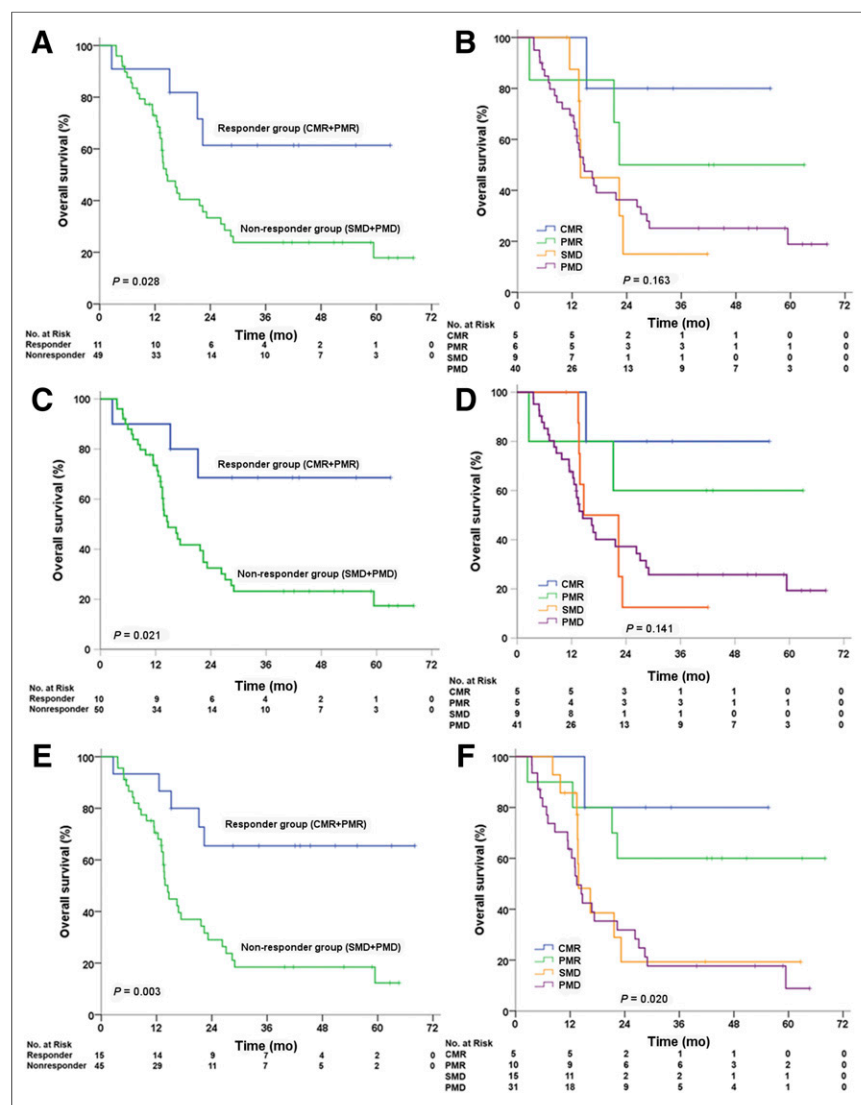 A
Overall survival (%)
100
80
60
40
20
0
Responder group (CMR+PMR)
Non-responder group (SMD+PMD)
P = 0.028
0 12 24 36 48 60 72
Time (mo)
No. at Risk
Responder 11 10 6 4 2 1 0
Nonresponder 49 33 14 10 7 3 0
B
Overall survival (%)
100
80
60
40
20
0
CMR
PMR
SMD
PMD
P = 0.163
0 12 24 36 48 60 72
Time (mo)
No. at Risk
CMR 5 5 2 1 1 0 0
PMR 6 5 3 3 1 1 0
SMD 9 7 1 1 0 0 0
PMD 40 26 13 9 7 3 0
C
Overall survival (%)
100
80
60
40
20
0
Responder group (CMR+PMR)
Non-responder group (SMD+PMD)
P = 0.021
0 12 24 36 48 60 72
Time (mo)
No. at Risk
Responder 10 9 6 4 2 1 0
Nonresponder 50 34 14 10 7 3 0
D
Overall survival (%)
100
80
60
40
20
0
CMR
PMR
SMD
PMD
P = 0.141
0 12 24 36 48 60 72
Time (mo)
No. at Risk
CMR 5 5 3 1 1 0 0
PMR 5 4 3 3 1 1 0
SMD 9 8 1 1 0 0 0
PMD 41 26 13 9 7 3 0
E
Overall survival (%)
100
80
60
40
20
0
Responder group (CMR+PMR)
Non-responder group (SMD+PMD)
P = 0.003
0 12 24 36 48 60 72
Time (mo)
No. at Risk
Responder 15 14 9 7 4 2 0
Nonresponder 45 29 11 7 5 2 0
F
Overall survival (%)
100
80
60
40
20
0
CMR
PMR
SMD
PMD
P = 0.020
0 12 24 36 48 60 72
Time (mo)
No. at Risk
CMR 5 5 2 1 1 0 0
PMR 10 9 6 6 3 2 0
SMD 15 11 2 2 1 1 0
PMD 31 18 9 5 4 1 0